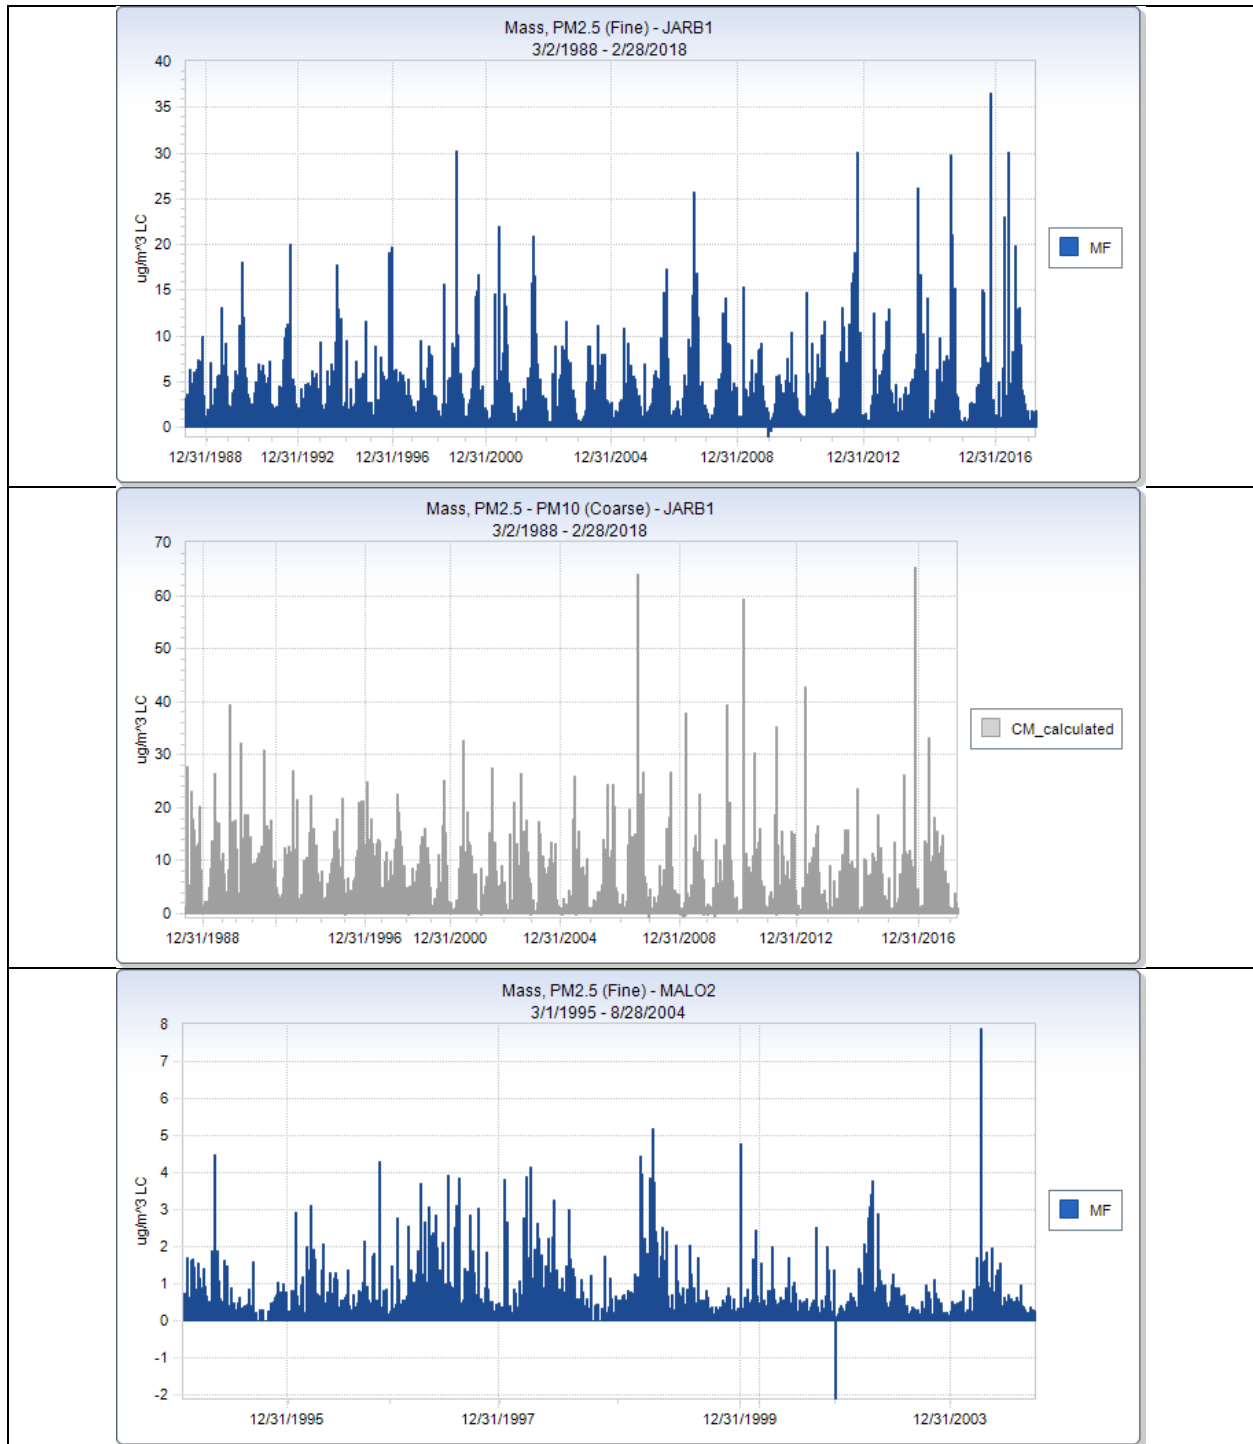 Mass, PM2.5 (Fine) - JARB1
3/2/1988 - 2/28/2018
40
35
30
25
20
15
10
5
0
ug/m^3 LC
MF
12/31/1988 12/31/1992 12/31/1996 12/31/2000 12/31/2004 12/31/2008 12/31/2012 12/31/2016
Mass, PM2.5 - PM10 (Coarse) - JARB1
3/2/1988 - 2/28/2018
70
60
50
40
30
20
10
0
ug/m^3 LC
CM_calculated
12/31/1988 12/31/1996 12/31/2000 12/31/2004 12/31/2008 12/31/2012 12/31/2016
Mass, PM2.5 (Fine) - MALO2
3/1/1995 - 8/28/2004
8
7
6
5
4
3
2
1
0
-1
-2
ug/m^3 LC
MF
12/31/1995 12/31/1997 12/31/1999 12/31/2003